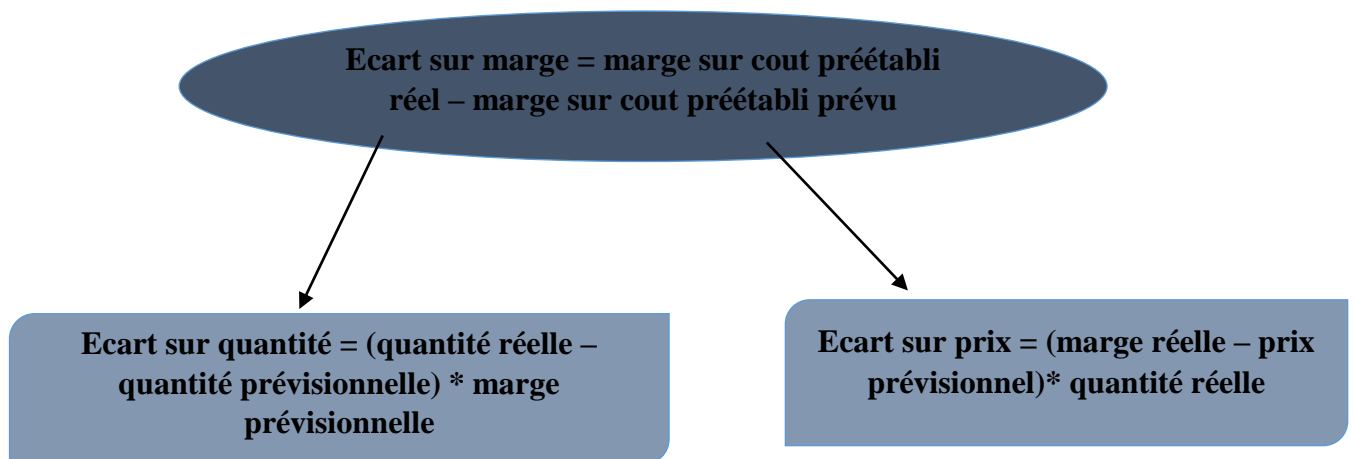 Ecart sur marge = marge sur cout préétabli
réel – marge sur cout préétabli prévu
Ecart sur quantité = (quantité réelle –
quantité prévisionnelle) * marge
prévisionnelle
Ecart sur prix = (marge réelle – prix
prévisionnel)* quantité réelle